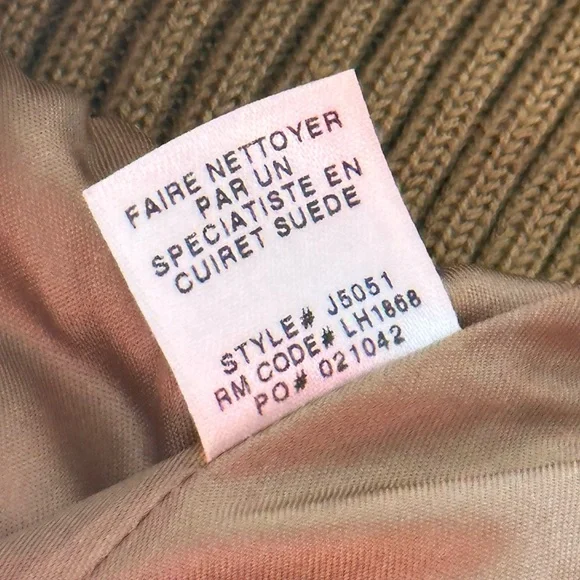 FAIRE NETTOYER
PAR UN
SPECIATISTE EN
CUIRET SUEDE
STYLE# J5051
RM CODE# LH1868
PO# 021042